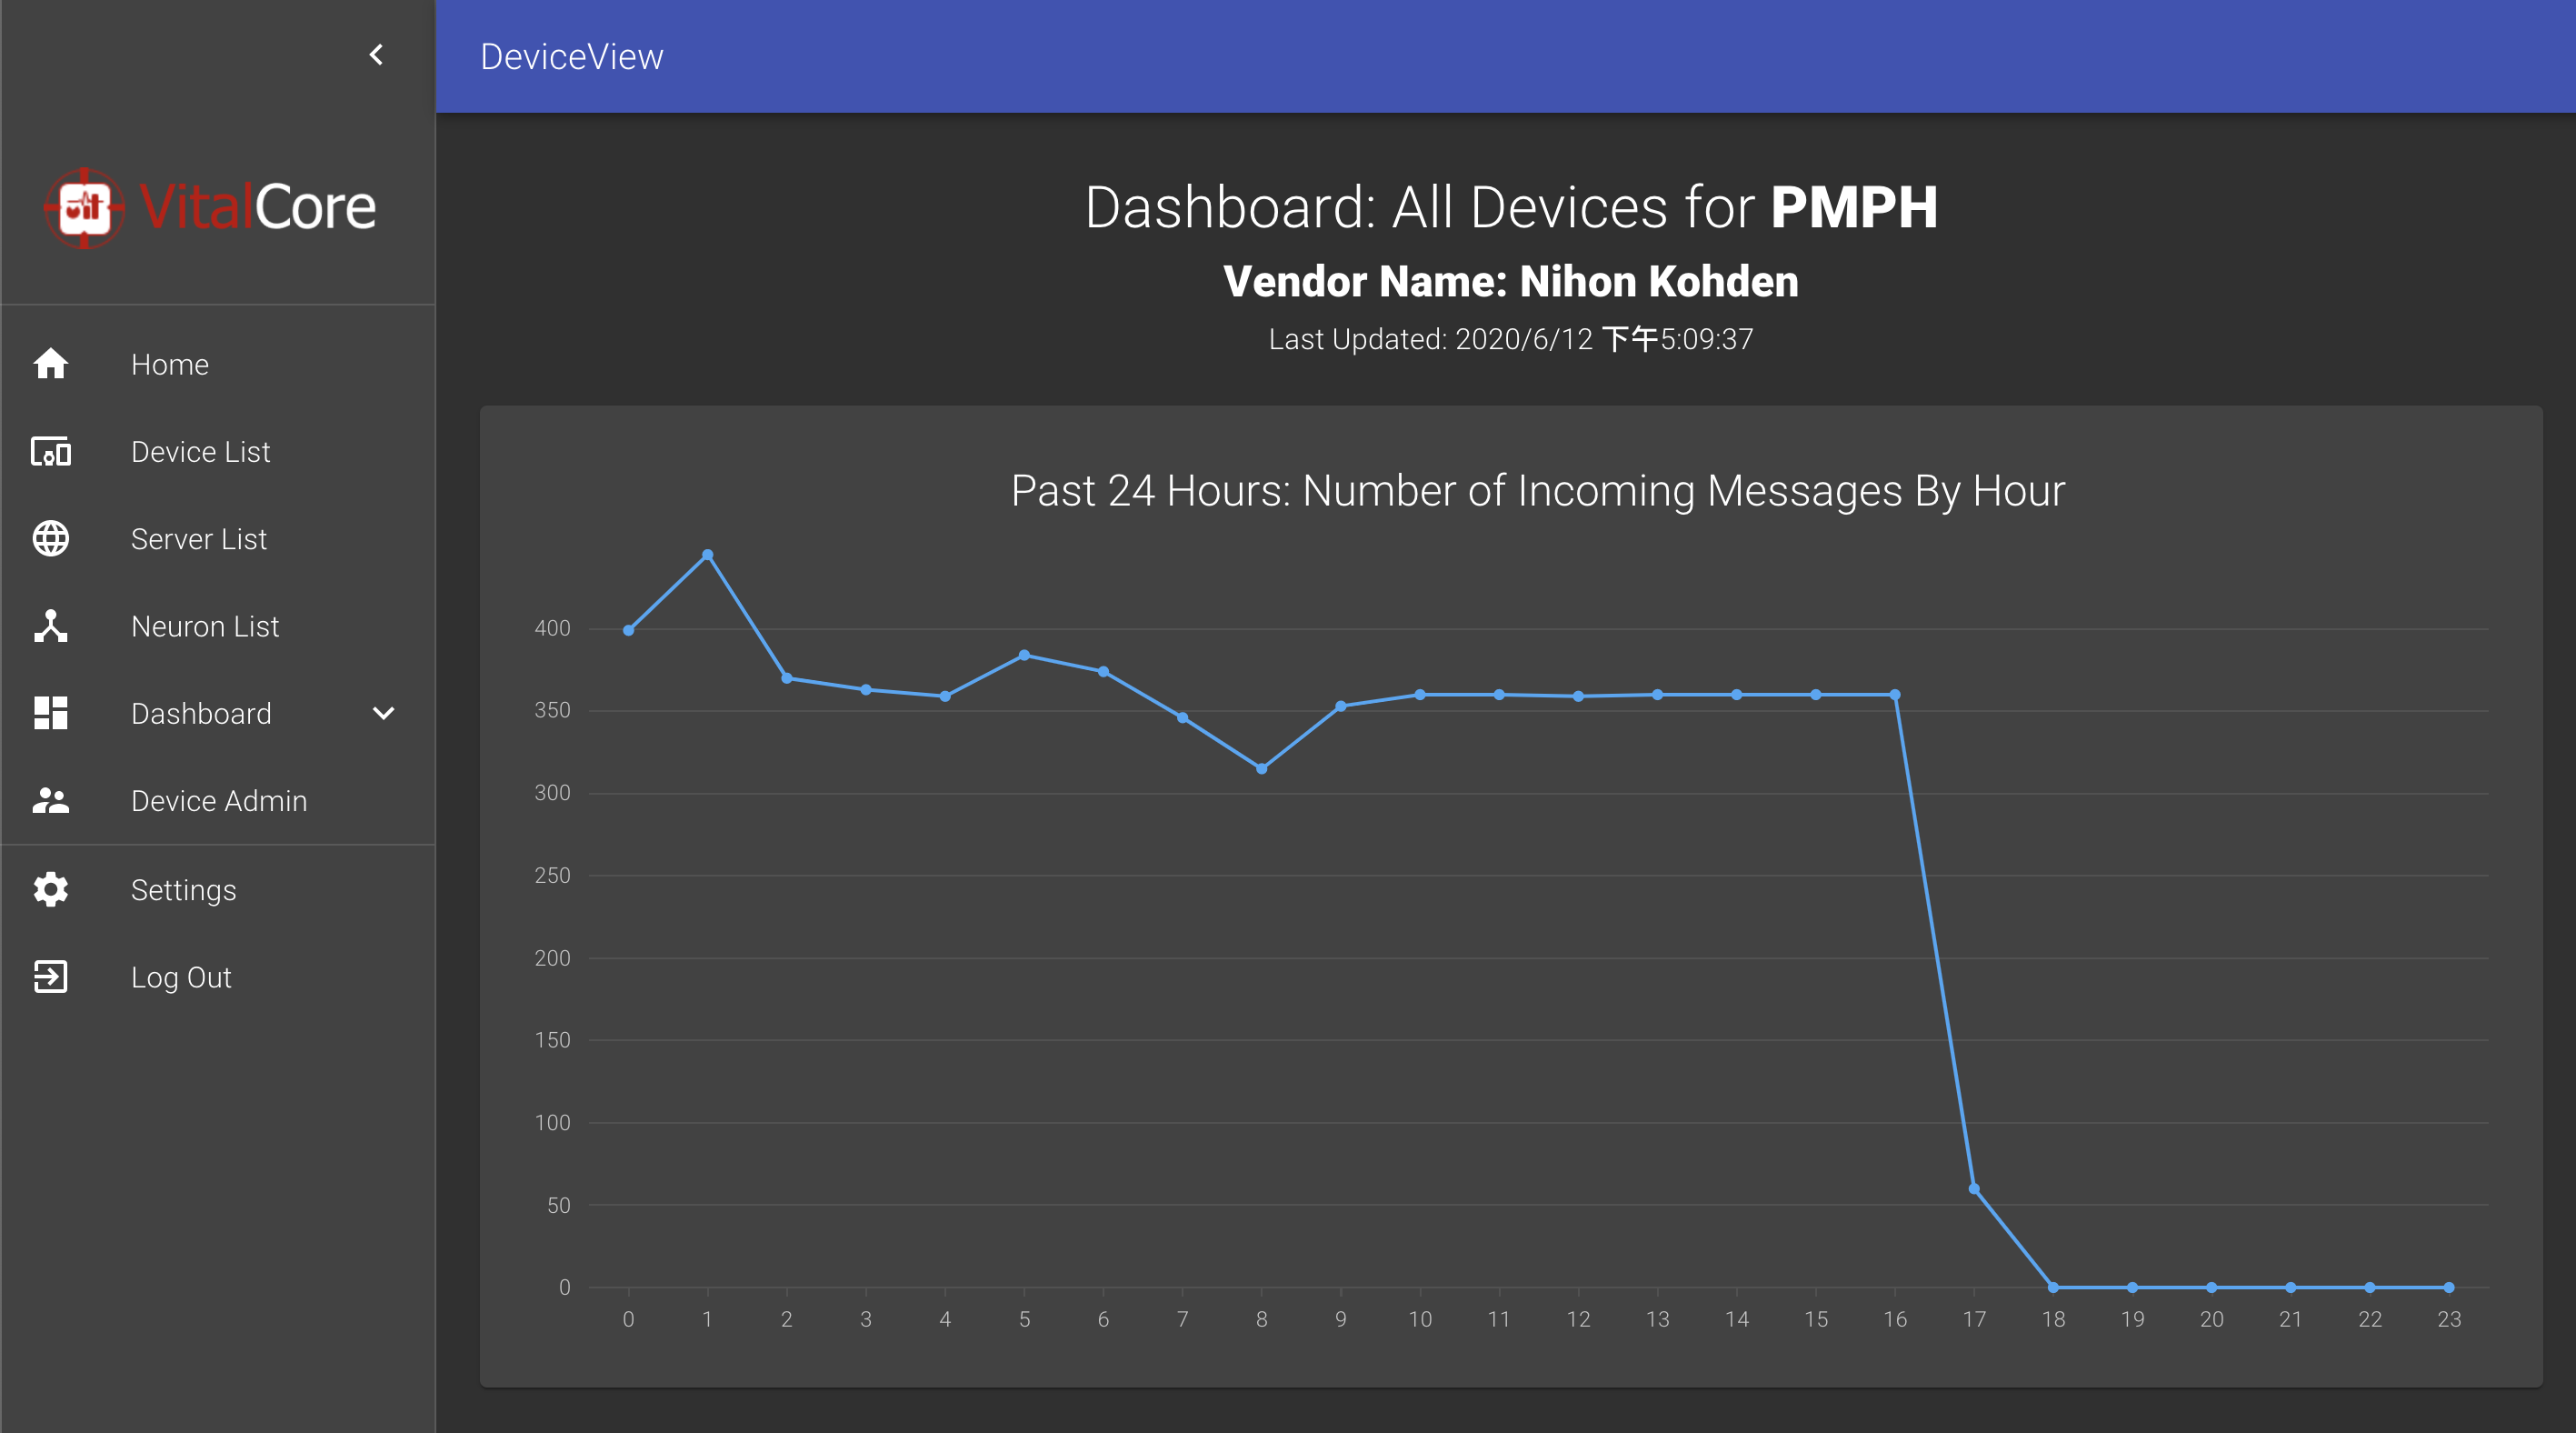 DeviceView
VitalCore
Home
Device List
Server List
Neuron List
Dashboard
Device Admin
Settings
Log Out
Dashboard: All Devices for PMPH
Vendor Name: Nihon Kohden
Last Updated: 2020/6/12 下午5:09:37
Past 24 Hours: Number of Incoming Messages By Hour
400
350
300
250
200
150
100
50
0
0 1 2 3 4 5 6 7 8 9 10 11 12 13 14 15 16 17 18 19 20 21 22 23